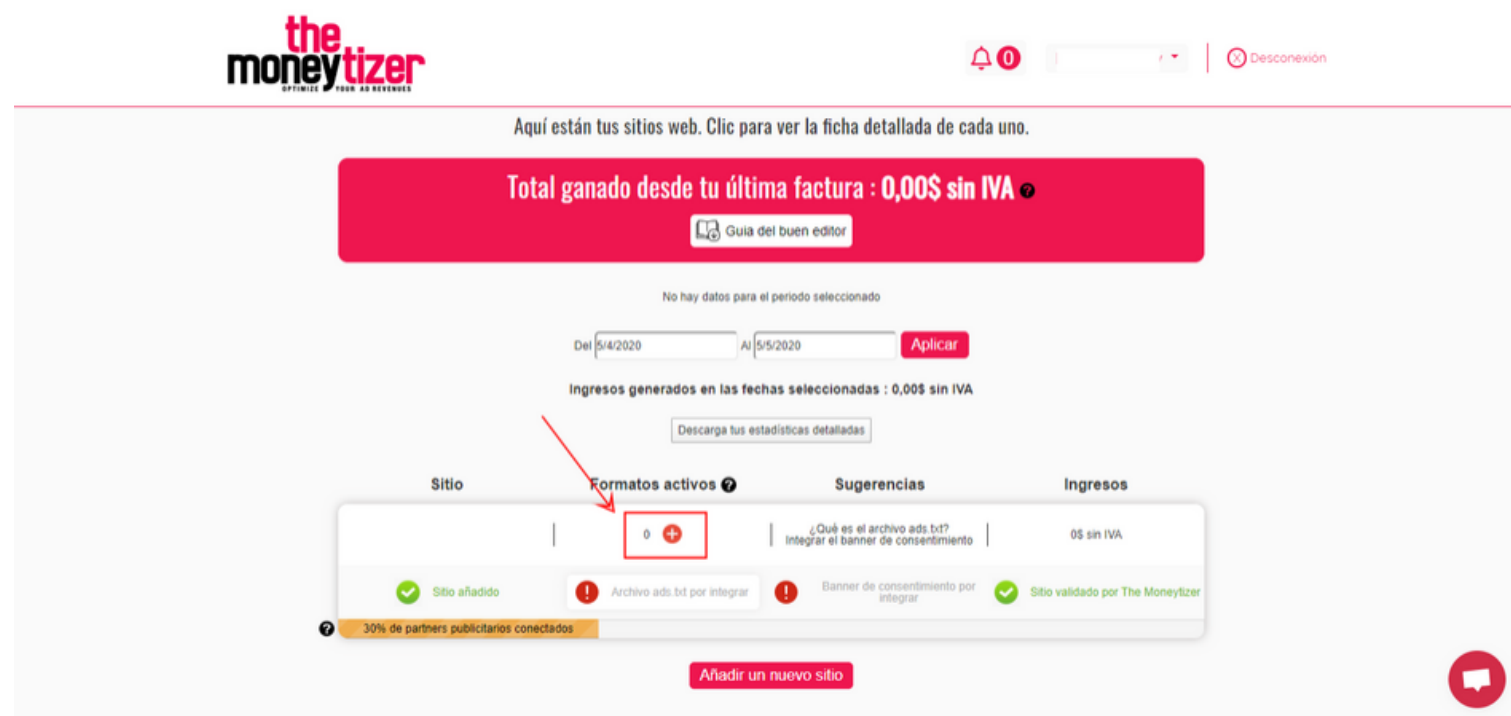 the
moneytizer
OPTIMIZE YOUR AD REVENUES
0
Desconexión
Aquí están tus sitios web. Clic para ver la ficha detallada de cada uno.
Total ganado desde tu última factura : 0,00$ sin IVA ?
Guia del buen editor
No hay datos para el periodo seleccionado
Del 5/4/2020 Al 5/5/2020 Aplicar
Ingresos generados en las fechas seleccionadas : 0,00$ sin IVA
Descarga tus estadísticas detalladas
Sitio Formatos activos ? Sugerencias Ingresos
¿Qué es el archivo ads.txt?
0 Integrar el banner de consentimiento 0$ sin IVA
Sitio añadido ! Archivo ads.txt por integrar ! Banner de consentimiento por Sitio validado por The Moneytizer
integrar
? 30% de partners publicitarios conectados
Añadir un nuevo sitio